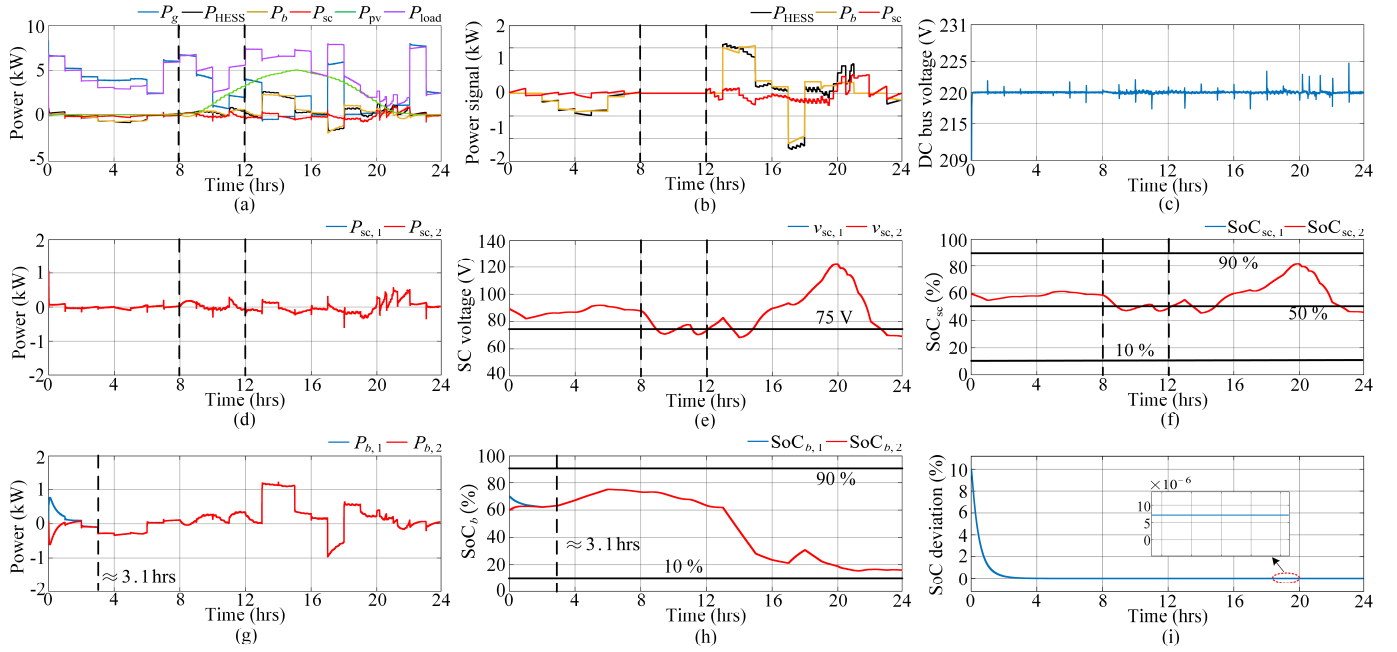 P_g P_HESS P_b P_sc P_pv P_load
10
5
0
-5
Power (kW)
0 4 8 12 16 20 24
Time (hrs)
(a)
P_HESS P_b P_sc
2
1
0
-1
-2
Power signal (kW)
0 4 8 12 16 20 24
Time (hrs)
(b)
231
225
220
215
209
DC bus voltage (V)
0 4 8 12 16 20 24
Time (hrs)
(c)
P_sc, 1 P_sc, 2
2
1
0
-1
-2
Power (kW)
0 4 8 12 16 20 24
Time (hrs)
(d)
v_sc, 1 v_sc, 2
140
120
100
80
60
40
SC voltage (V)
75 V
0 4 8 12 16 20 24
Time (hrs)
(e)
SoC_sc, 1 SoC_sc, 2
100
80
60
40
20
0
SoC_sc (%)
90 %
50 %
10 %
0 4 8 12 16 20 24
Time (hrs)
(f)
P_b, 1 P_b, 2
2
1
0
-1
-2
Power (kW)
≈ 3.1hrs
0 4 8 12 16 20 24
Time (hrs)
(g)
SoC_b, 1 SoC_b, 2
100
80
60
40
20
0
SoC_b (%)
90 %
≈ 3.1hrs
10 %
0 4 8 12 16 20 24
Time (hrs)
(h)
10
8
6
4
2
0
SoC deviation (%)
×10^-6
10
5
0
0 4 8 12 16 20 24
Time (hrs)
(i)